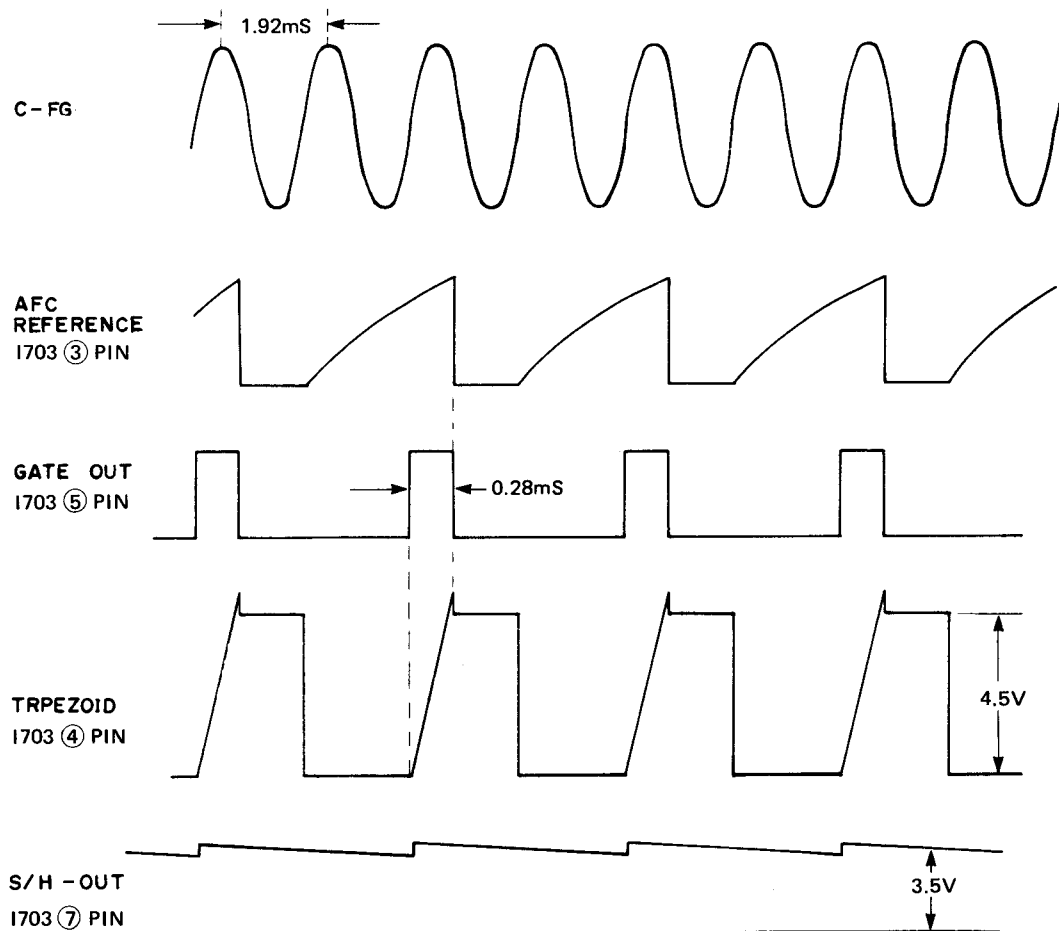 1.92mS
C-FG
AFC
REFERENCE
1703 ③ PIN
GATE OUT
1703 ⑤ PIN
0.28mS
TRPEZOID
1703 ④ PIN
4.5V
S/H-OUT
1703 ⑦ PIN
3.5V